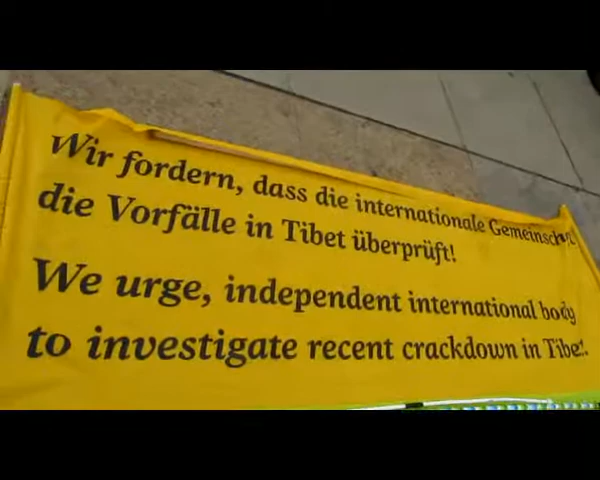 Wir fordern, dass die internationale Gemeinschaft
die Vorfälle in Tibet überprüft!
We urge, independent international body
to investigate recent crackdown in Tibet.